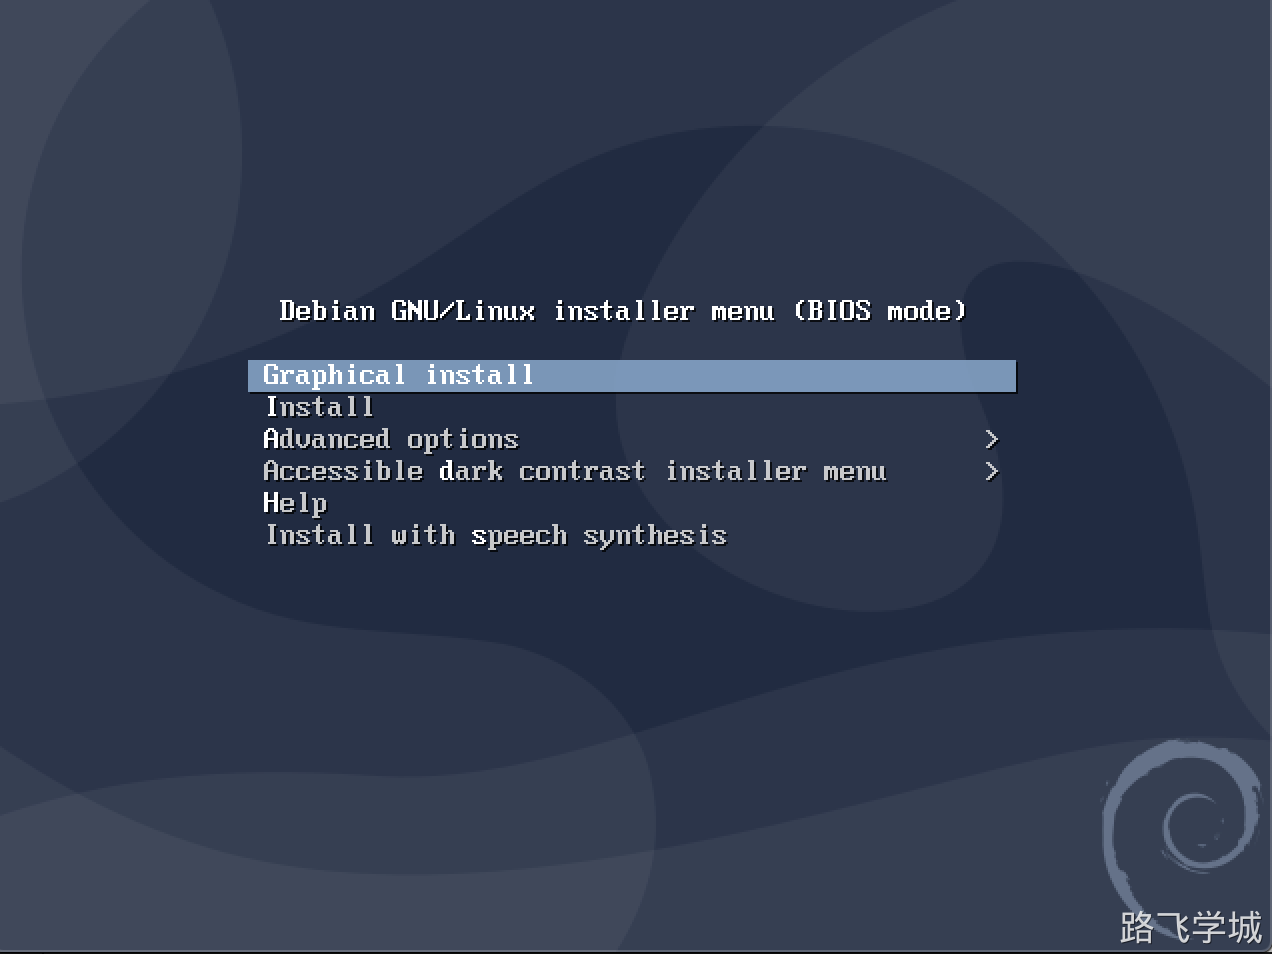 Debian GNU/Linux installer menu (BIOS mode)
Graphical install
Install
Advanced options >
Accessible dark contrast installer menu >
Help
Install with speech synthesis
路飞学城